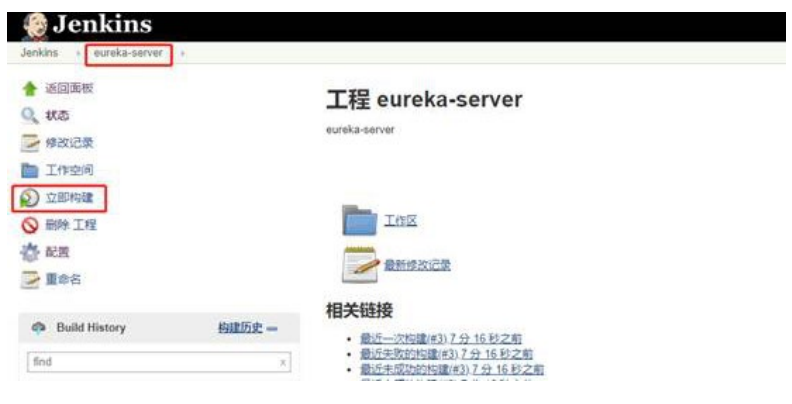 Jenkins
Jenkins eureka-server
返回面板
状态
修改记录
工作空间
立即构建
删除 工程
配置
重命名
Build History 构建历史
find x
工程 eureka-server
eureka-server
工作区
最新修改记录
相关链接
最近一次构建(#3),7 分 16 秒之前
最近失败的构建(#3),7 分 16 秒之前
最近未成功的构建(#3),7 分 16 秒之前